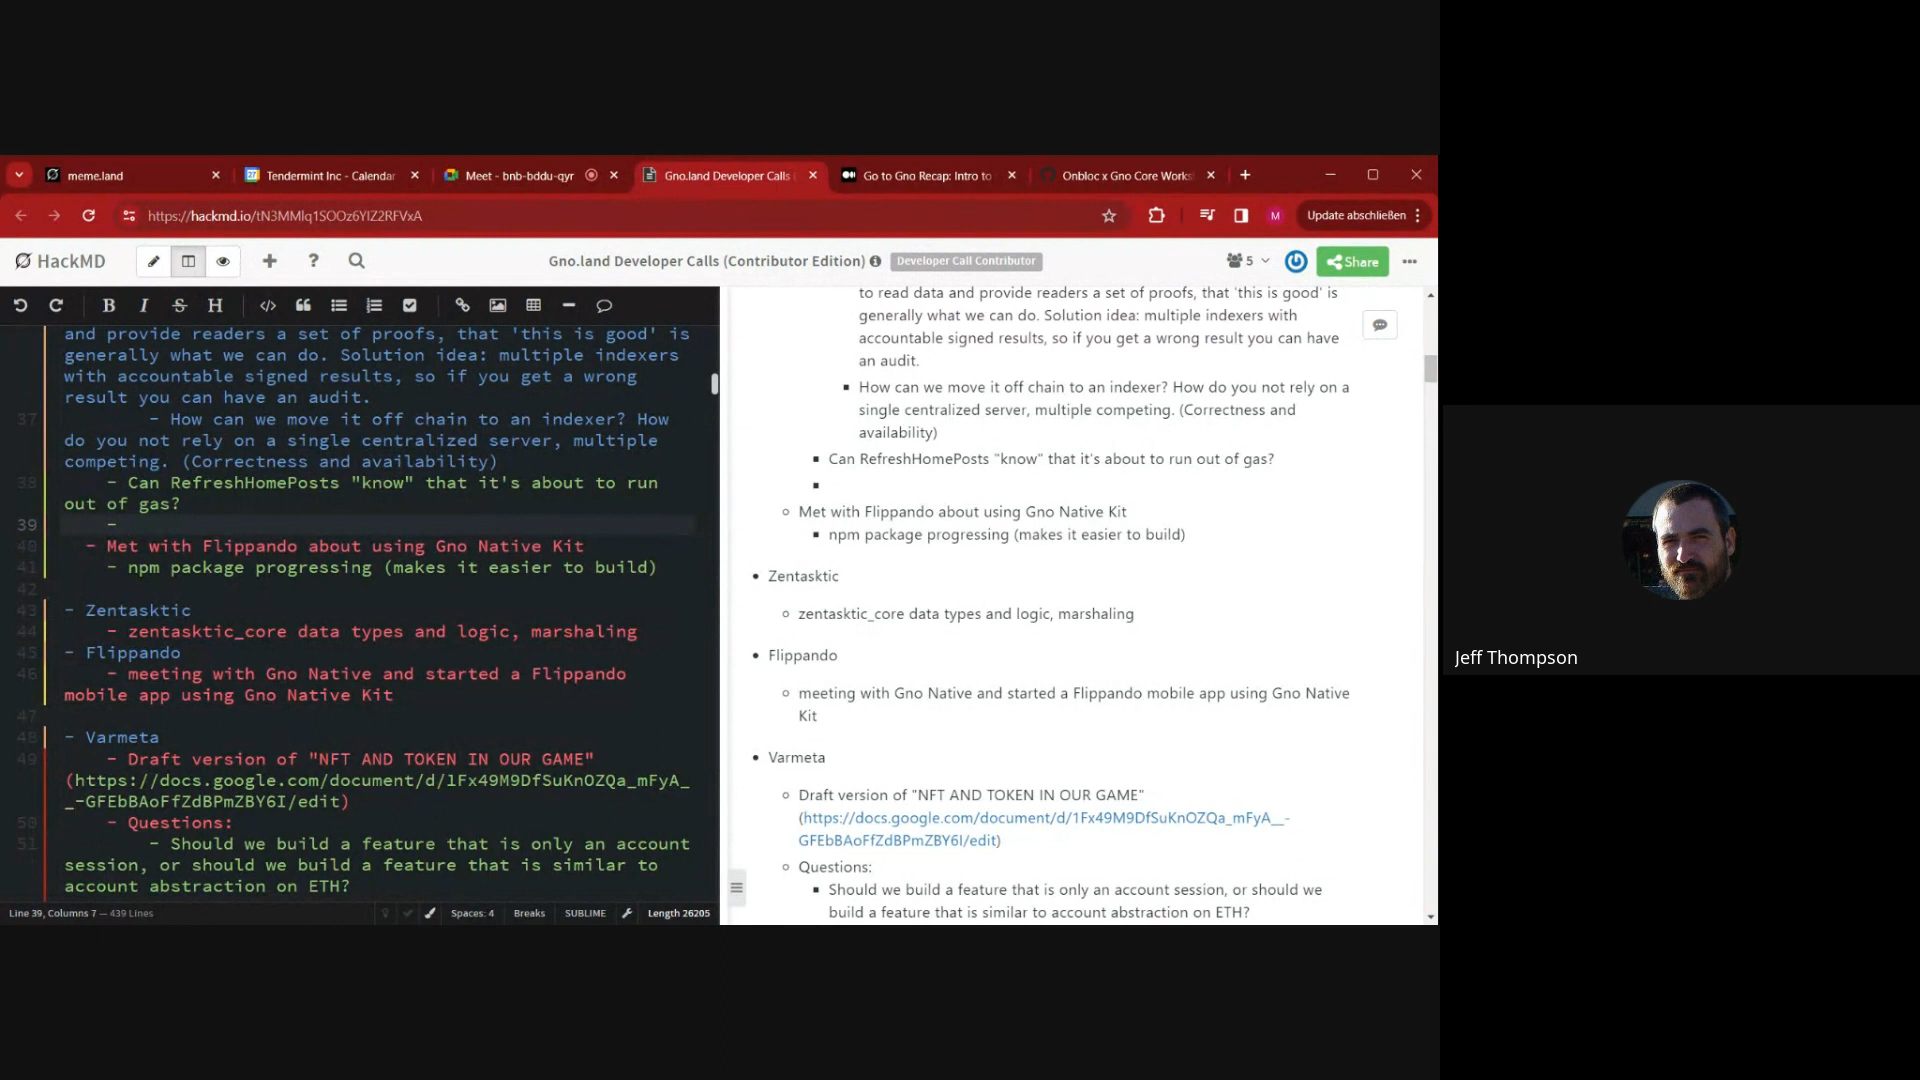 meme.land
Tendermint Inc - Calendar
Meet - bnb-bddu-qyr
Gno.land Developer Calls
Go to Gno Recap: Intro to
Onbloc x Gno Core Works
https://hackmd.io/tN3MMlq1SOOz6YlZ2RFVxA
M
Update abschließen
HackMD
Gno.land Developer Calls (Contributor Edition)
Developer Call Contributor
5
Share
and provide readers a set of proofs, that 'this is good' is
generally what we can do. Solution idea: multiple indexers
with accountable signed results, so if you get a wrong
result you can have an audit.
37 - How can we move it off chain to an indexer? How
do you not rely on a single centralized server, multiple
competing. (Correctness and availability)
38 - Can RefreshHomePosts "know" that it's about to run
out of gas?
39 -
40 - Met with Flippando about using Gno Native Kit
41 - npm package progressing (makes it easier to build)
42
43 - Zentasktic
44 - zentasktic_core data types and logic, marshaling
45 - Flippando
46 - meeting with Gno Native and started a Flippando
mobile app using Gno Native Kit
47
48 - Varmeta
49 - Draft version of "NFT AND TOKEN IN OUR GAME"
(https://docs.google.com/document/d/1Fx49M9DfSuKnOZQa_mFyA_
_-GFEbBAoFfZdBPmZBY6I/edit)
50 - Questions:
51 - Should we build a feature that is only an account
session, or should we build a feature that is similar to
account abstraction on ETH?
Line 39, Columns 7 — 439 Lines
Spaces: 4
Breaks
SUBLIME
Length 26205
to read data and provide readers a set of proofs, that 'this is good' is
generally what we can do. Solution idea: multiple indexers with
accountable signed results, so if you get a wrong result you can have
an audit.
How can we move it off chain to an indexer? How do you not rely on a
single centralized server, multiple competing. (Correctness and
availability)
Can RefreshHomePosts "know" that it's about to run out of gas?
Met with Flippando about using Gno Native Kit
npm package progressing (makes it easier to build)
Zentasktic
zentasktic_core data types and logic, marshaling
Flippando
meeting with Gno Native and started a Flippando mobile app using Gno Native
Kit
Varmeta
Draft version of "NFT AND TOKEN IN OUR GAME"
(https://docs.google.com/document/d/1Fx49M9DfSuKnOZQa_mFyA__-
GFEbBAoFfZdBPmZBY6I/edit)
Questions:
Should we build a feature that is only an account session, or should we
build a feature that is similar to account abstraction on ETH?
Jeff Thompson